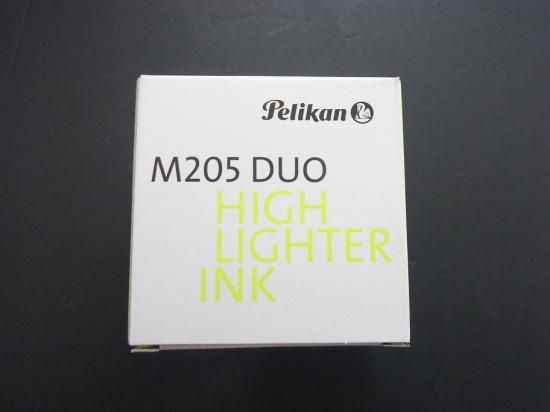 Pelikan
M205 DUO
HIGH
LIGHTER
INK